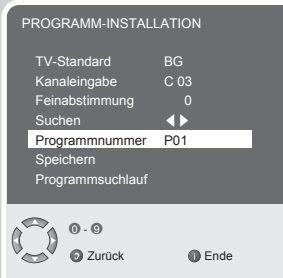 PROGRAMM-INSTALLATION
TV-Standard BG
Kanaleingabe C 03
Feinabstimmung 0
Suchen
Programmnummer P01
Speichern
Programmsuchlauf
0 - 9
Zurück Ende